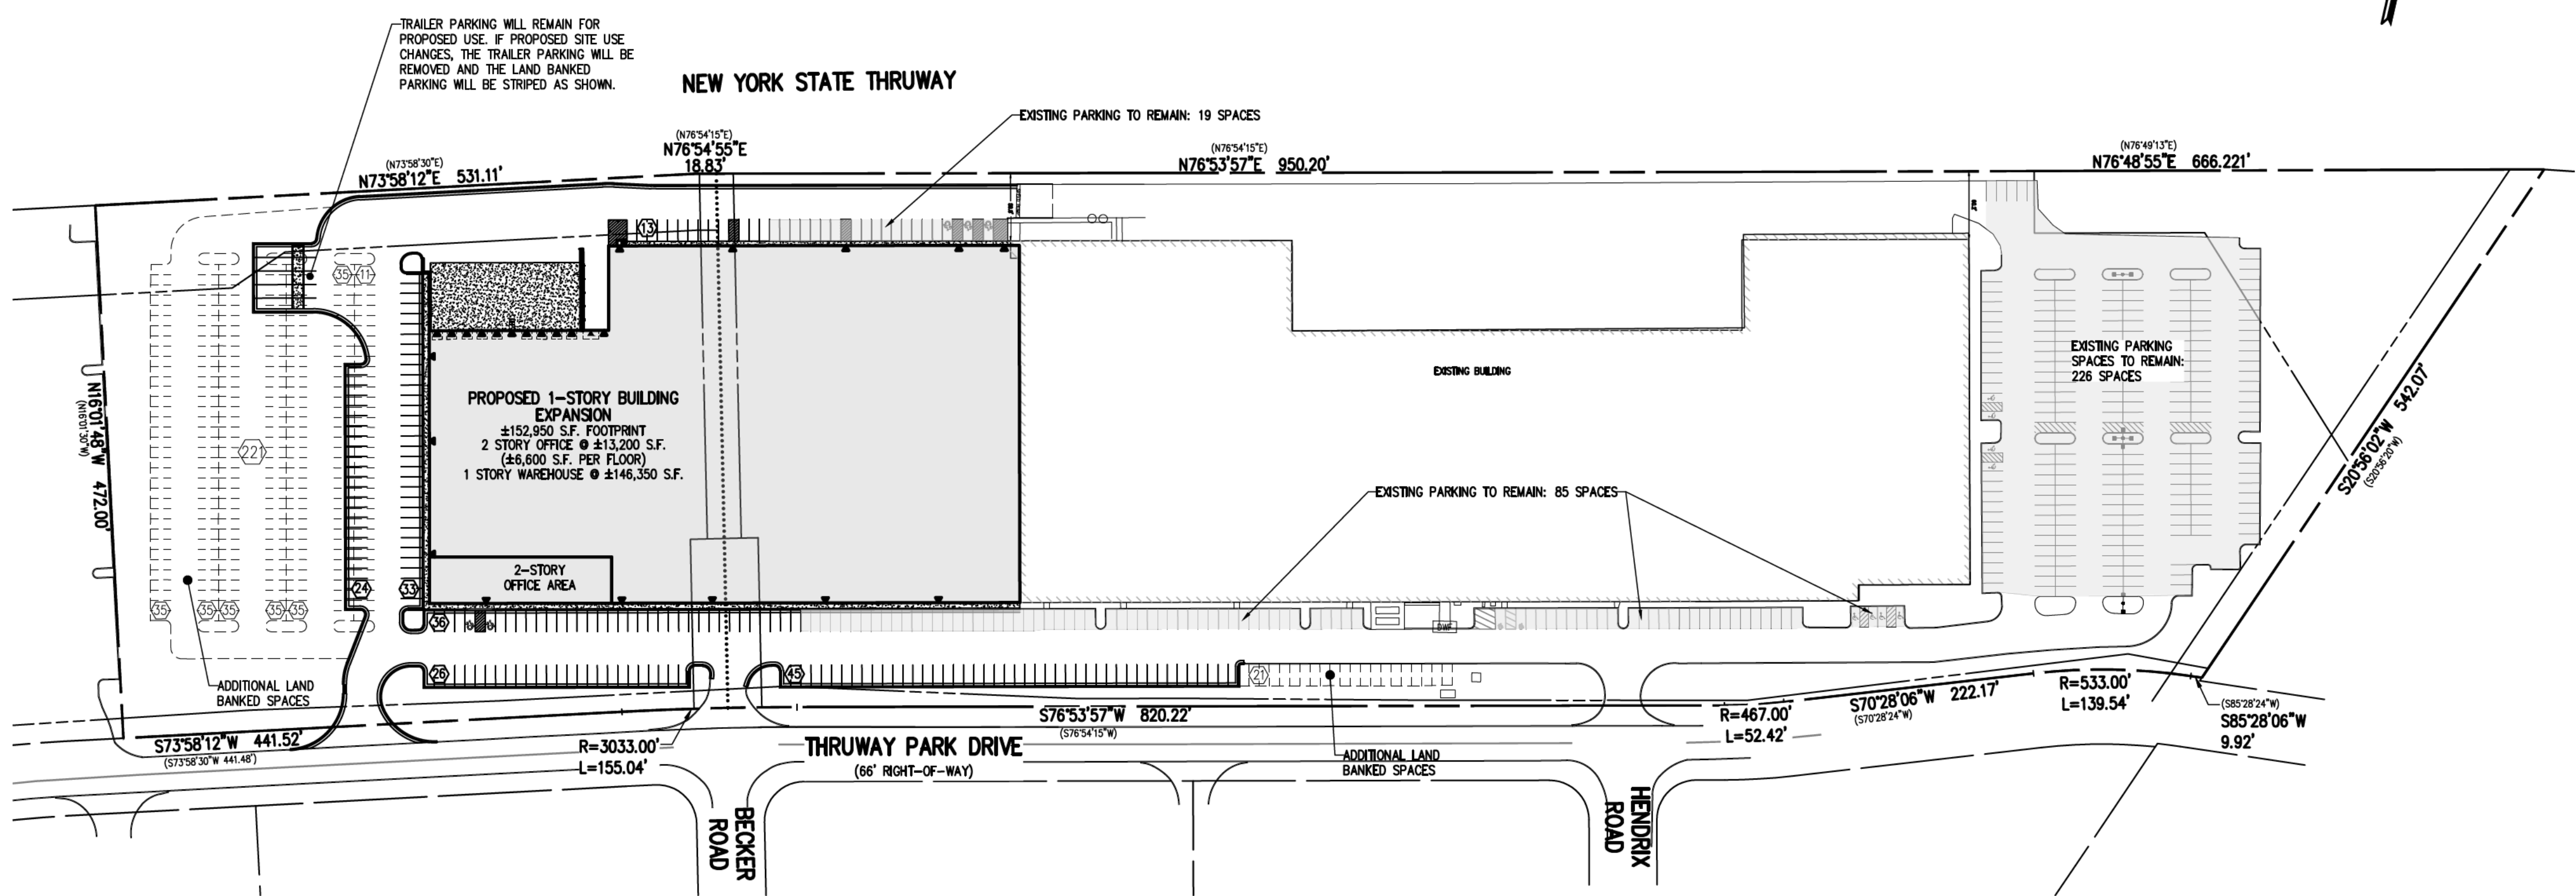 TRAILER PARKING WILL REMAIN FOR
PROPOSED USE. IF PROPOSED SITE USE
CHANGES, THE TRAILER PARKING WILL BE
REMOVED AND THE LAND BANKED
PARKING WILL BE STRIPED AS SHOWN.
NEW YORK STATE THRUWAY
EXISTING PARKING TO REMAIN: 19 SPACES
(N73°58'30"E)
N73°58'12"E 531.11'
(N76°54'15"E)
N76°54'55"E
18.83'
(N76°54'15"E)
N76°53'57"E 950.20'
(N76°49'13"E)
N76°48'55"E 666.221'
13
35
11
EXISTING PARKING
SPACES TO REMAIN:
226 SPACES
EXISTING BUILDING
PROPOSED 1-STORY BUILDING
EXPANSION
±152,950 S.F. FOOTPRINT
2 STORY OFFICE @ ±13,200 S.F.
(±6,600 S.F. PER FLOOR)
1 STORY WAREHOUSE @ ±146,350 S.F.
N16°01'48"W 472.00'
(N16°01'30"W)
221
S20°56'02"W 542.07'
(S20°56'20"W)
EXISTING PARKING TO REMAIN: 85 SPACES
2-STORY
OFFICE AREA
24
33
35
35
35
35
35
36
26
45
21
ADDITIONAL LAND
BANKED SPACES
S73°58'12"W 441.52'
(S73°58'30"W 441.48')
R=3033.00'
L=155.04'
S76°53'57"W 820.22'
(S76°54'15"W)
THRUWAY PARK DRIVE
(66' RIGHT-OF-WAY)
ADDITIONAL LAND
BANKED SPACES
R=467.00'
L=52.42'
S70°28'06"W 222.17'
(S70°28'24"W)
R=533.00'
L=139.54'
(S85°28'24"W)
S85°28'06"W
9.92'
BECKER
ROAD
HENDRIX
ROAD